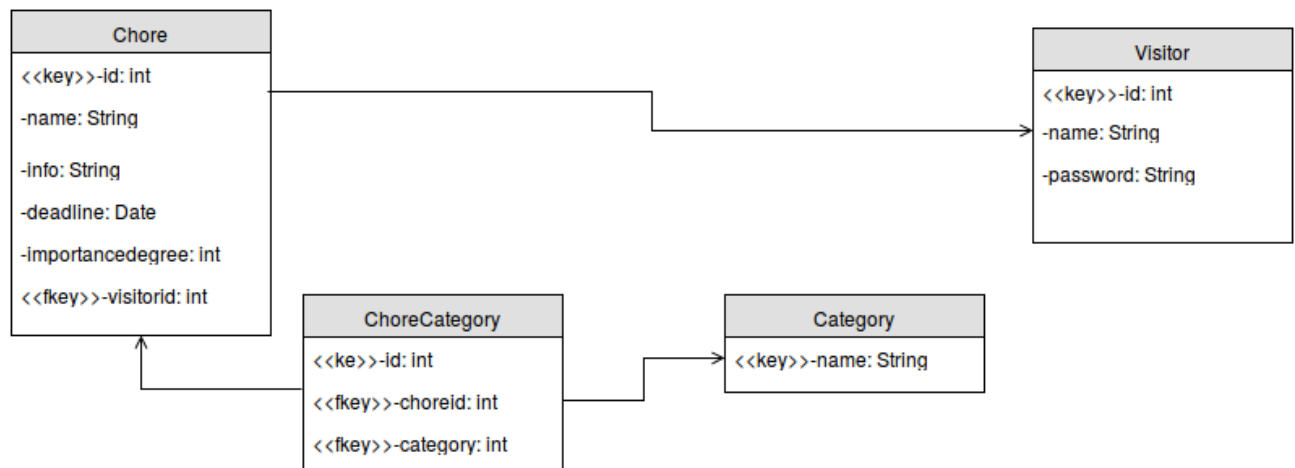 Chore
<<key>>-id: int
-name: String
-info: String
-deadline: Date
-importancedegree: int
<<fkey>>-visitorid: int
Visitor
<<key>>-id: int
-name: String
-password: String
ChoreCategory
<<ke>>-id: int
<<fkey>>-choreid: int
<<fkey>>-category: int
Category
<<key>>-name: String